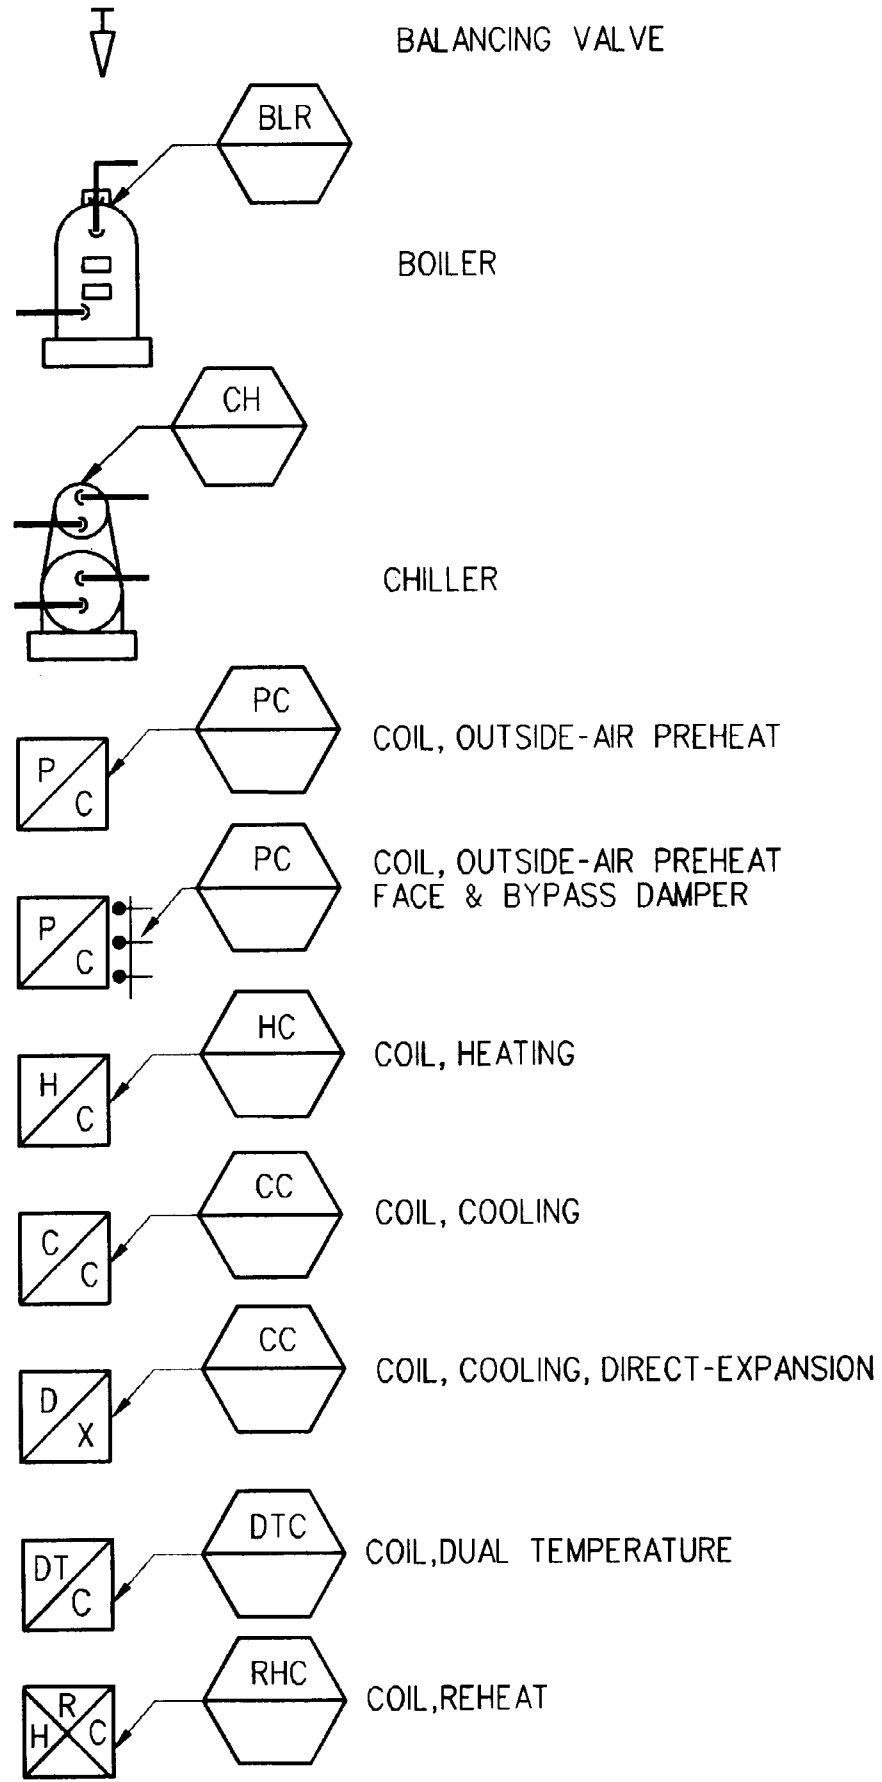 BALANCING VALVE
BLR
BOILER
CH
CHILLER
PC
P C
COIL, OUTSIDE-AIR PREHEAT
PC
P C
COIL, OUTSIDE-AIR PREHEAT
FACE & BYPASS DAMPER
HC
H C
COIL, HEATING
CC
C C
COIL, COOLING
CC
D X
COIL, COOLING, DIRECT-EXPANSION
DTC
DT C
COIL,DUAL TEMPERATURE
RHC
R
H C
COIL,REHEAT